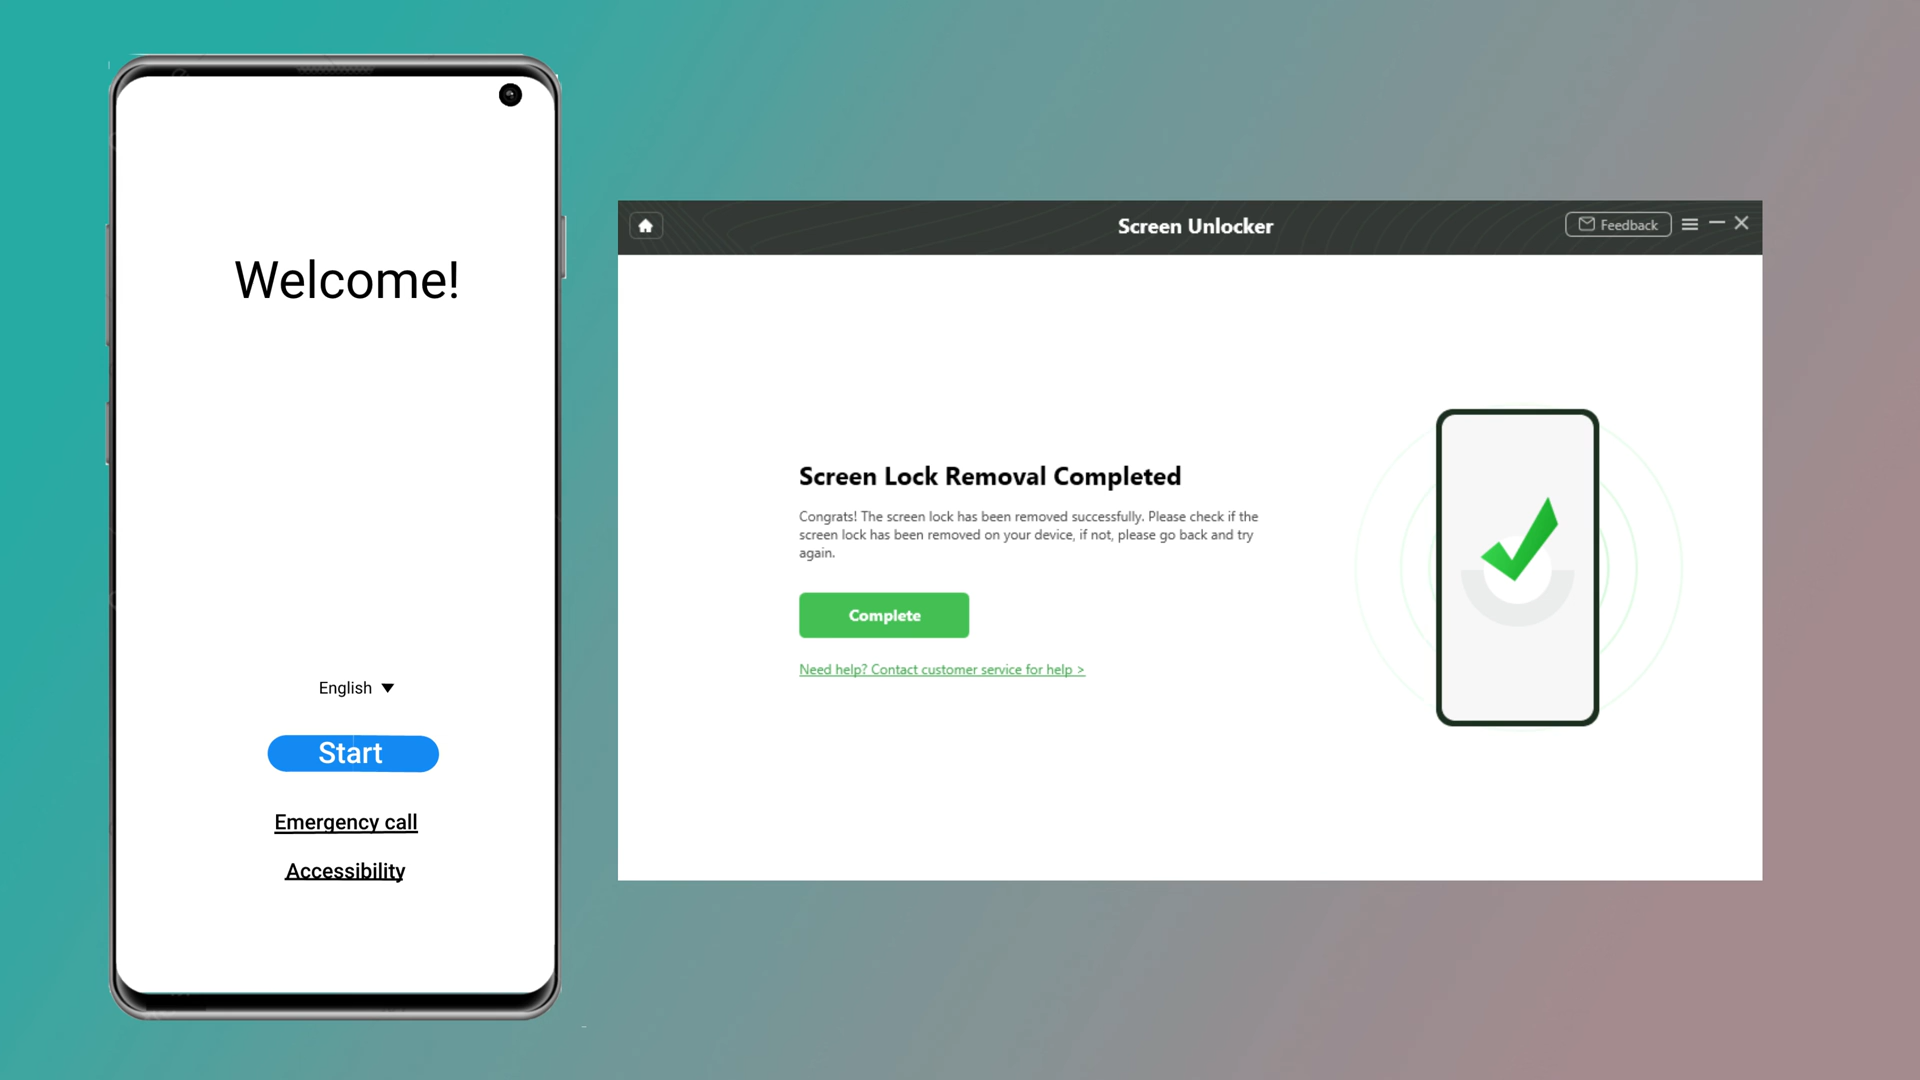 Welcome!
English
Start
Emergency call
Accessibility
Screen Unlocker
Feedback
Screen Lock Removal Completed
Congrats! The screen lock has been removed successfully. Please check if the
screen lock has been removed on your device, if not, please go back and try
again.
Complete
Need help? Contact customer service for help >